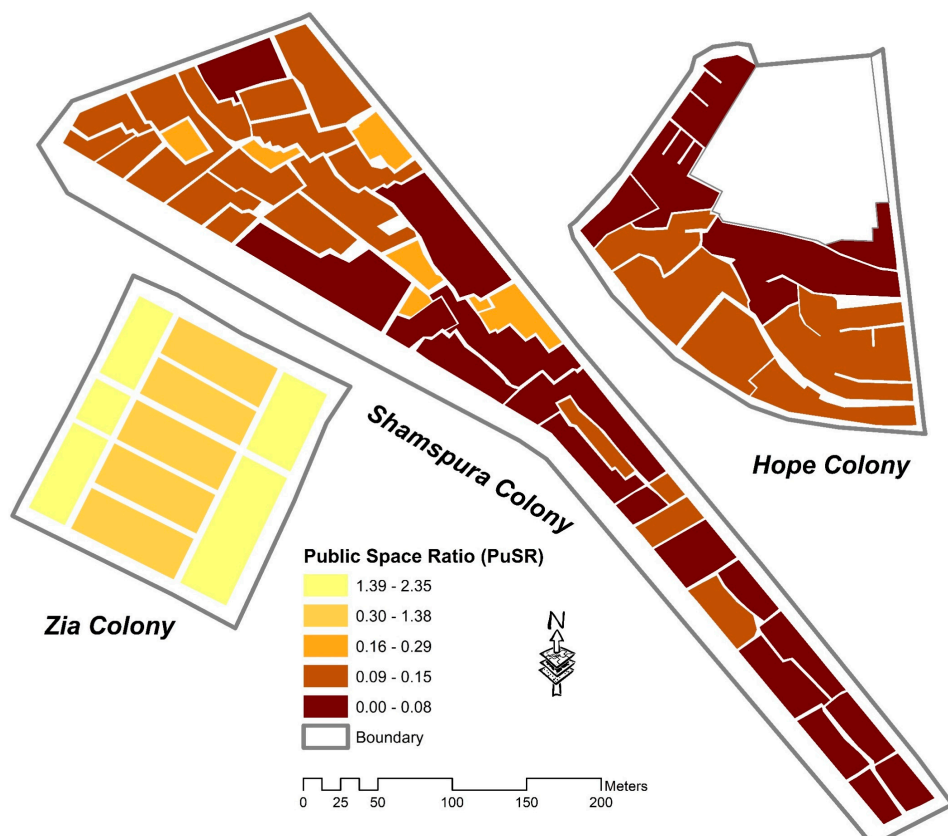 Shamspura Colony
Hope Colony
Zia Colony
Public Space Ratio (PuSR)
1.39 - 2.35
0.30 - 1.38
0.16 - 0.29
0.09 - 0.15
0.00 - 0.08
Boundary
N
Meters
0 25 50 100 150 200